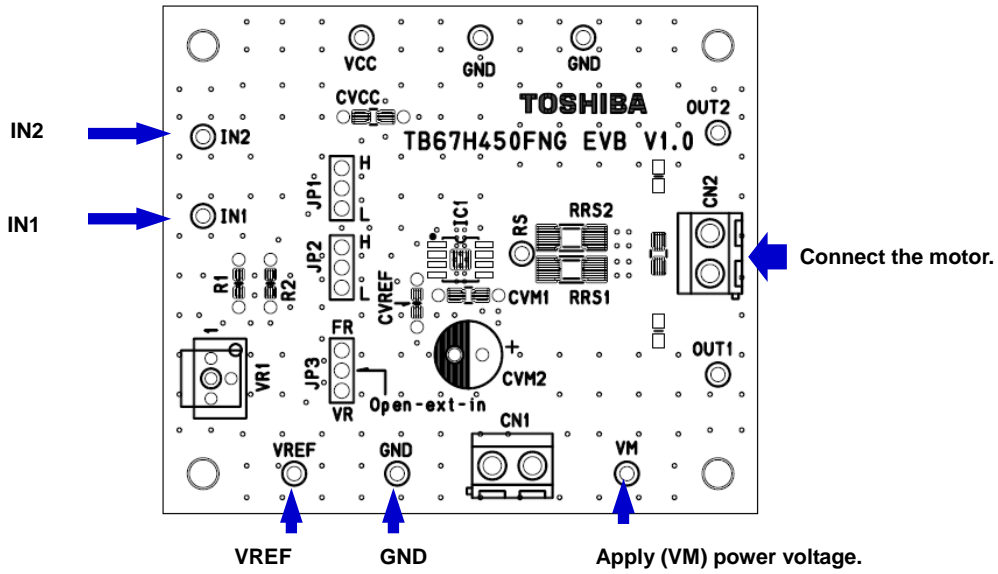 VCC
GND
GND
CVCC
TOSHIBA
OUT2
IN2
IN2
TB67H450FNG EVB V1.0
H
JP1
L
CN2
IN1
IN1
IC1
RS
RRS2
H
JP2
L
Connect the motor.
R1
R2
CVREF
CVM1
RRS1
1
VR1
FR
JP3
VR
Open-ext-in
+
CVM2
OUT1
CN1
VREF
GND
VM
VREF
GND
Apply (VM) power voltage.